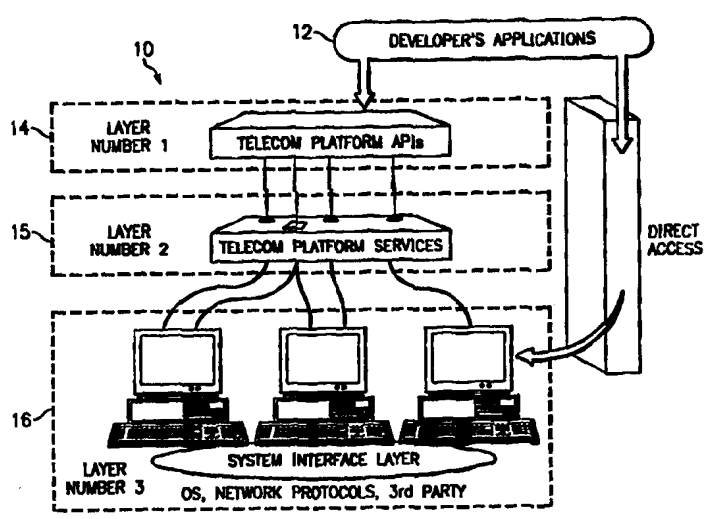 12
DEVELOPER'S APPLICATIONS
10
14
LAYER
NUMBER 1
TELECOM PLATFORM APIs
15
LAYER
NUMBER 2
TELECOM PLATFORM SERVICES
DIRECT
ACCESS
16
SYSTEM INTERFACE LAYER
LAYER
NUMBER 3
OS, NETWORK PROTOCOLS, 3rd PARTY